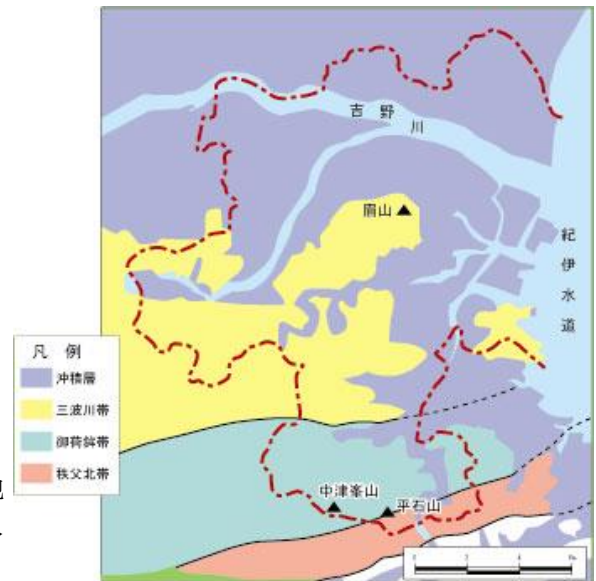 吉野川
眉山
紀伊水道
凡例
沖積層
三波川帯
御荷鉾帯
秩父北帯
中津峯山
平石山